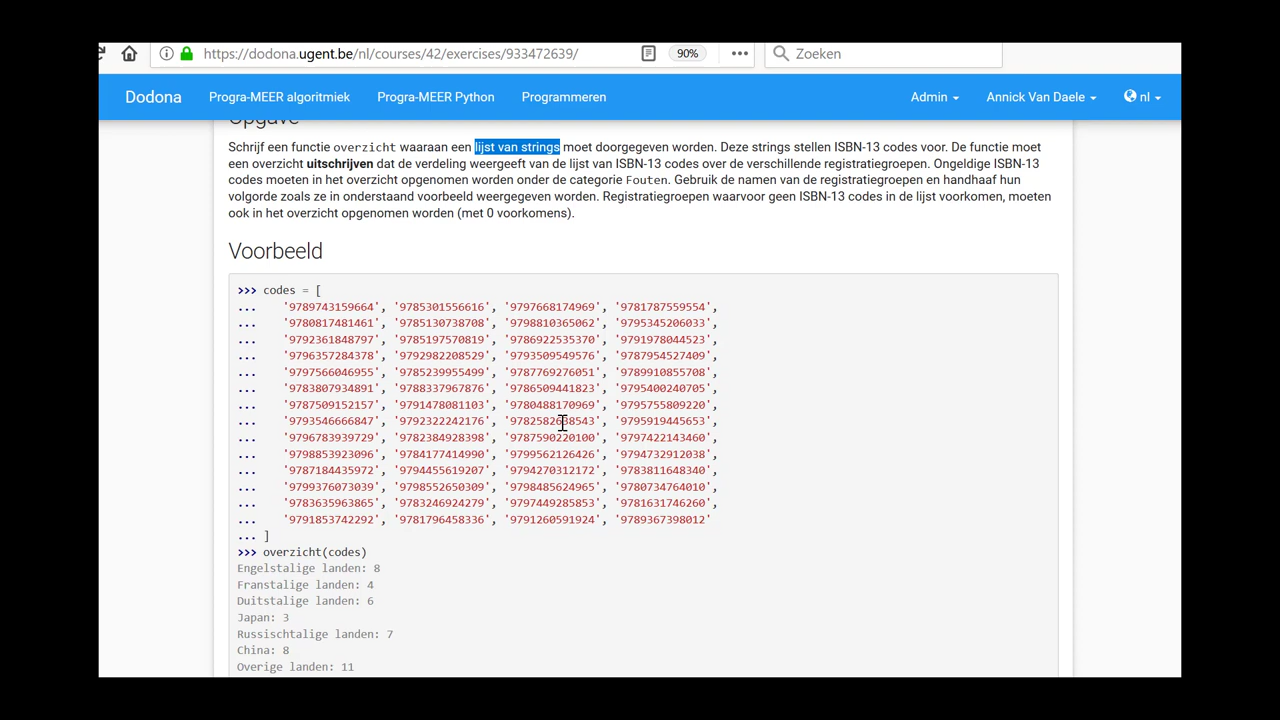 https://dodona.ugent.be/nl/courses/42/exercises/933472639/ 90% ••• Zoeken
Dodona Progra-MEER algoritmiek Progra-MEER Python Programmeren Admin Annick Van Daele nl
Opgave
Schrijf een functie overzicht waaraan een lijst van strings moet doorgegeven worden. Deze strings stellen ISBN-13 codes voor. De functie moet
een overzicht uitschrijven dat de verdeling weergeeft van de lijst van ISBN-13 codes over de verschillende registratiegroepen. Ongeldige ISBN-13
codes moeten in het overzicht opgenomen worden onder de categorie Fouten. Gebruik de namen van de registratiegroepen en handhaaf hun
volgorde zoals ze in onderstaand voorbeeld weergegeven worden. Registratiegroepen waarvoor geen ISBN-13 codes in de lijst voorkomen, moeten
ook in het overzicht opgenomen worden (met 0 voorkomens).
Voorbeeld
>>> codes = [
... '9789743159664', '9785301556616', '9797668174969', '9781787559554',
... '9780817481461', '9785130738708', '9798810365062', '9795345206033',
... '9792361848797', '9785197570819', '9786922535370', '9791978044523',
... '9796357284378', '9792982208529', '9793509549576', '9787954527409',
... '9797566046955', '9785239955499', '9787769276051', '9789910855708',
... '9783807934891', '9788337967876', '9786509441823', '9795400240705',
... '9787509152157', '9791478081103', '9780488170969', '9795755809220',
... '9793546666847', '9792322242176', '9782582638543', '9795919445653',
... '9796783939729', '9782384928398', '9787590220100', '9797422143460',
... '9798853923096', '9784177414990', '9799562126426', '9794732912038',
... '9787184435972', '9794455619207', '9794270312172', '9783811648340',
... '9799376073039', '9798552650309', '9798485624965', '9780734764010',
... '9783635963865', '9783246924279', '9797449285853', '9781631746260',
... '9791853742292', '9781796458336', '9791260591924', '9789367398012'
... ]
>>> overzicht(codes)
Engelstalige landen: 8
Franstalige landen: 4
Duitstalige landen: 6
Japan: 3
Russischtalige landen: 7
China: 8
Overige landen: 11